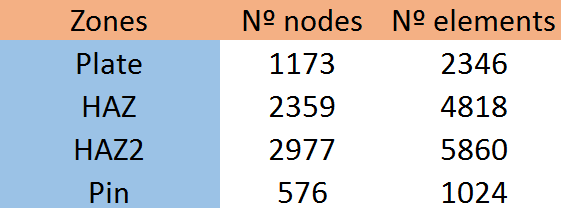 Zones Nº nodes Nº elements
Plate 1173 2346
HAZ 2359 4818
HAZ2 2977 5860
Pin 576 1024